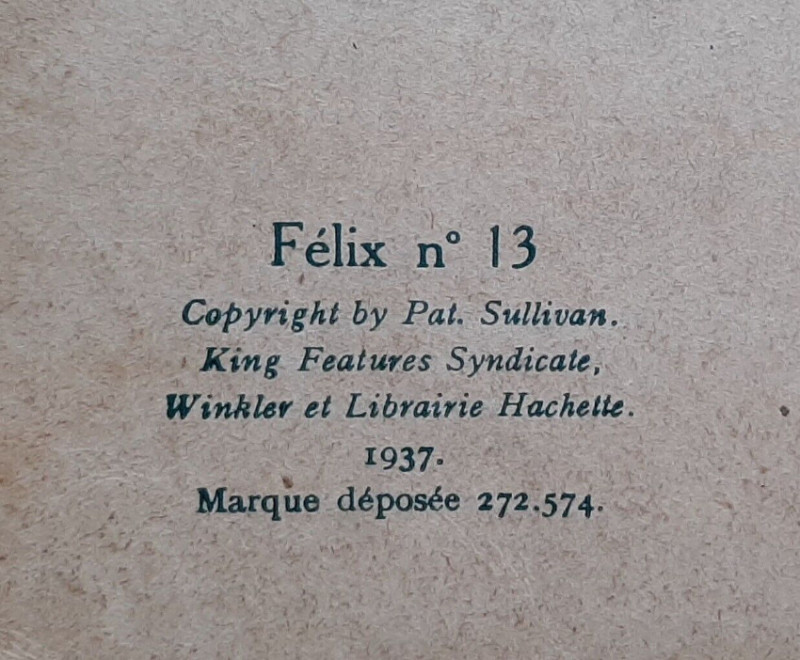 Félix n° 13
Copyright by Pat. Sullivan.
King Features Syndicate,
Winkler et Librairie Hachette.
1937.
Marque déposée 272.574.